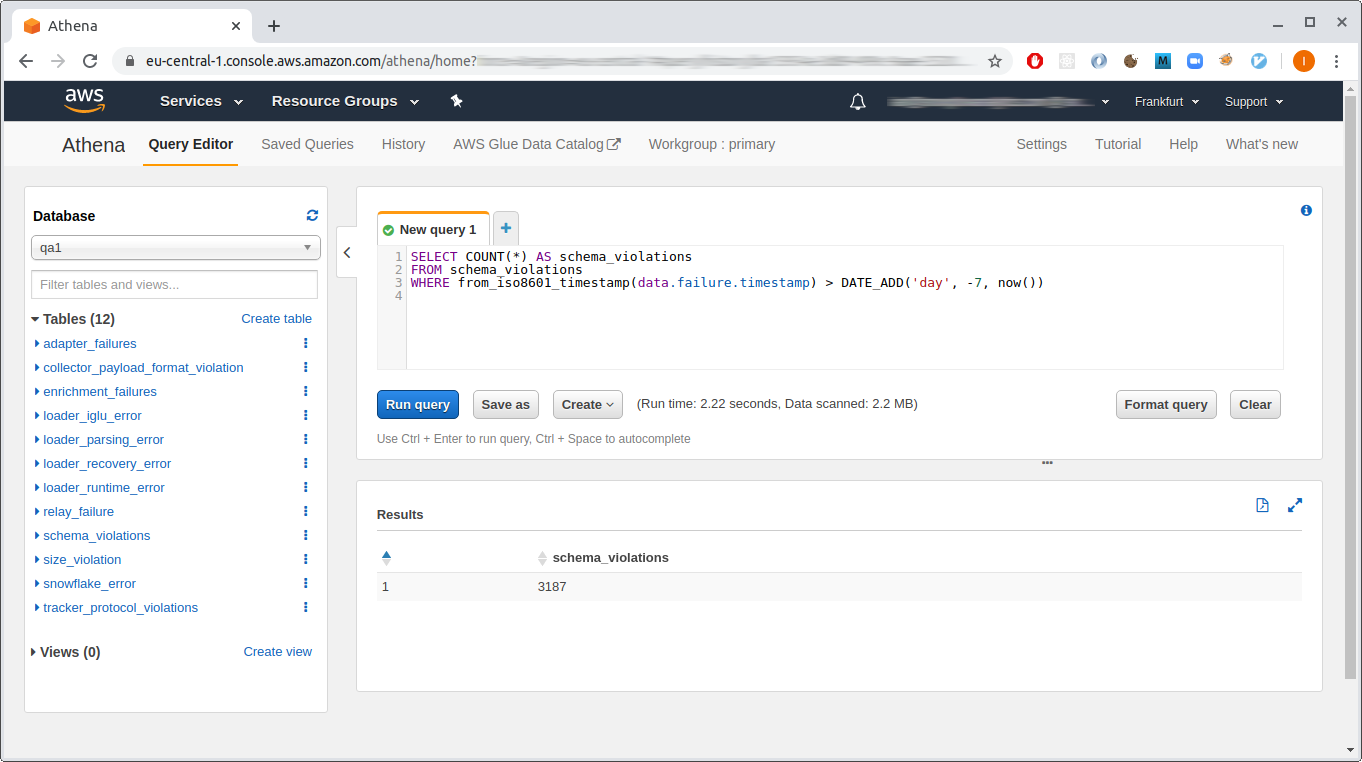 Athena
eu-central-1.console.aws.amazon.com/athena/home?
M
I
aws Services Resource Groups Frankfurt Support
Athena Query Editor Saved Queries History AWS Glue Data Catalog Workgroup : primary Settings Tutorial Help What's new
Database
qa1
Filter tables and views...
Tables (12) Create table
adapter_failures
collector_payload_format_violation
enrichment_failures
loader_iglu_error
loader_parsing_error
loader_recovery_error
loader_runtime_error
relay_failure
schema_violations
size_violation
snowflake_error
tracker_protocol_violations
Views (0) Create view
New query 1
1 SELECT COUNT(*) AS schema_violations
2 FROM schema_violations
3 WHERE from_iso8601_timestamp(data.failure.timestamp) > DATE_ADD('day', -7, now())
4
Run query Save as Create (Run time: 2.22 seconds, Data scanned: 2.2 MB) Format query Clear
Use Ctrl + Enter to run query, Ctrl + Space to autocomplete
Results
schema_violations
1 3187